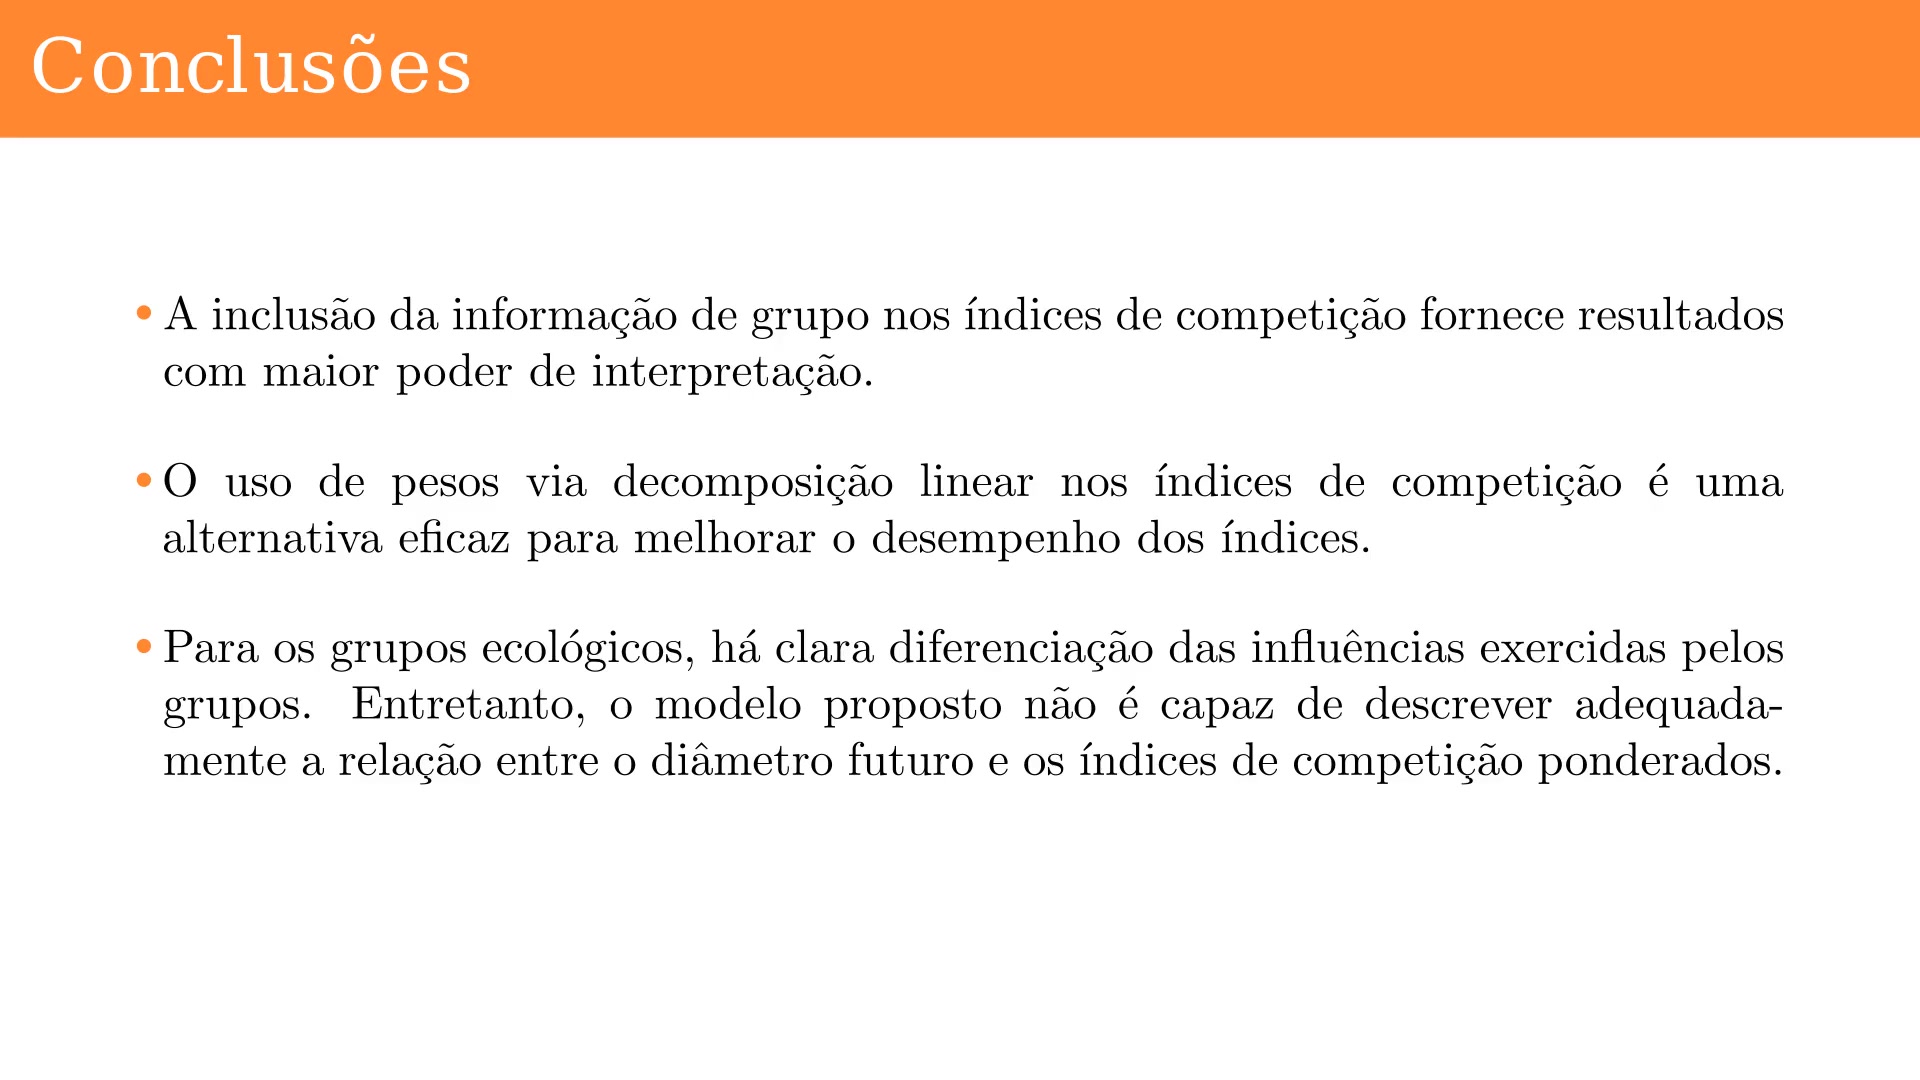 Conclusões
• A inclusão da informação de grupo nos índices de competição fornece resultados
com maior poder de interpretação.
• O uso de pesos via decomposição linear nos índices de competição é uma
alternativa eficaz para melhorar o desempenho dos índices.
• Para os grupos ecológicos, há clara diferenciação das influências exercidas pelos
grupos. Entretanto, o modelo proposto não é capaz de descrever adequada-
mente a relação entre o diâmetro futuro e os índices de competição ponderados.